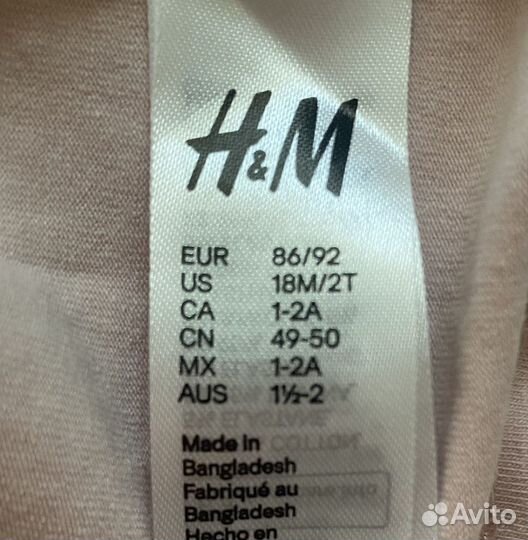 H&M
EUR 86/92
US 18M/2T
CA 1-2A
CN 49-50
MX 1-2A
AUS 1½-2
Made in
Bangladesh
Fabriqué au
Bangladesh
Hecho en
Avito